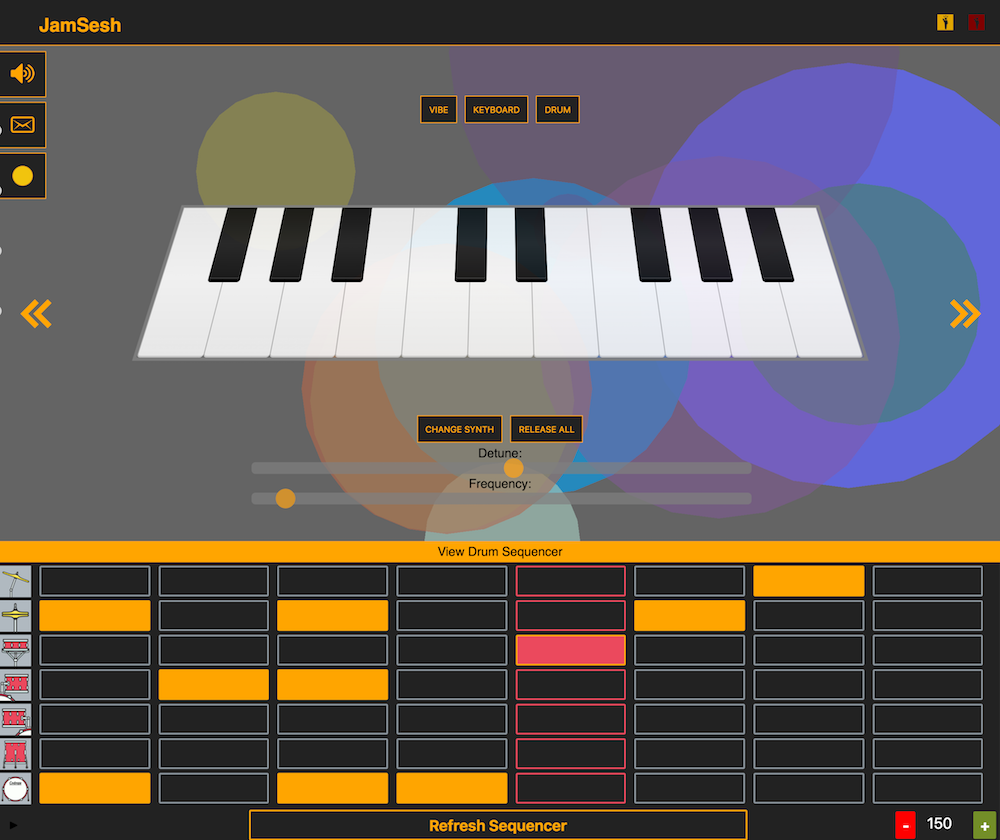 JamSesh
VIBE KEYBOARD DRUM
CHANGE SYNTH RELEASE ALL
Detune:
Frequency:
View Drum Sequencer
Refresh Sequencer
- 150 +